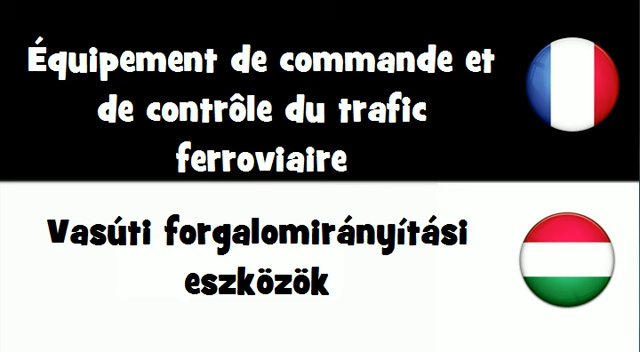 Équipement de commande et
de contrôle du trafic
ferroviaire
Vasúti forgalomirányítási
eszközök